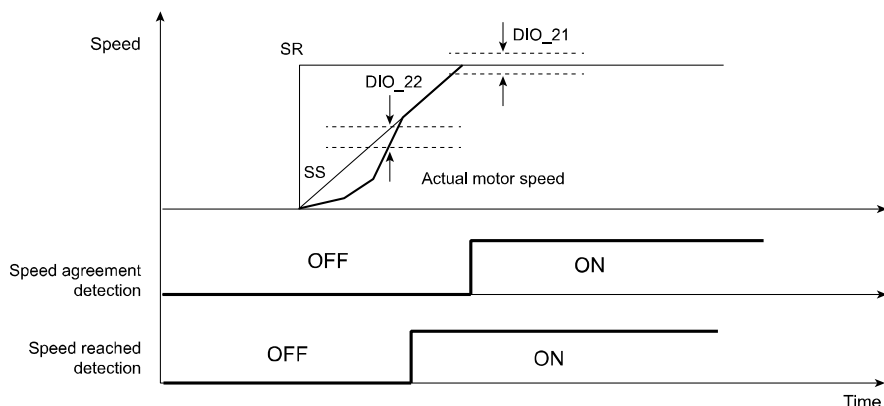 Speed
DIO_21
SR
DIO_22
SS
Actual motor speed
Speed agreement
detection
OFF
ON
Speed reached
detection
OFF
ON
Time